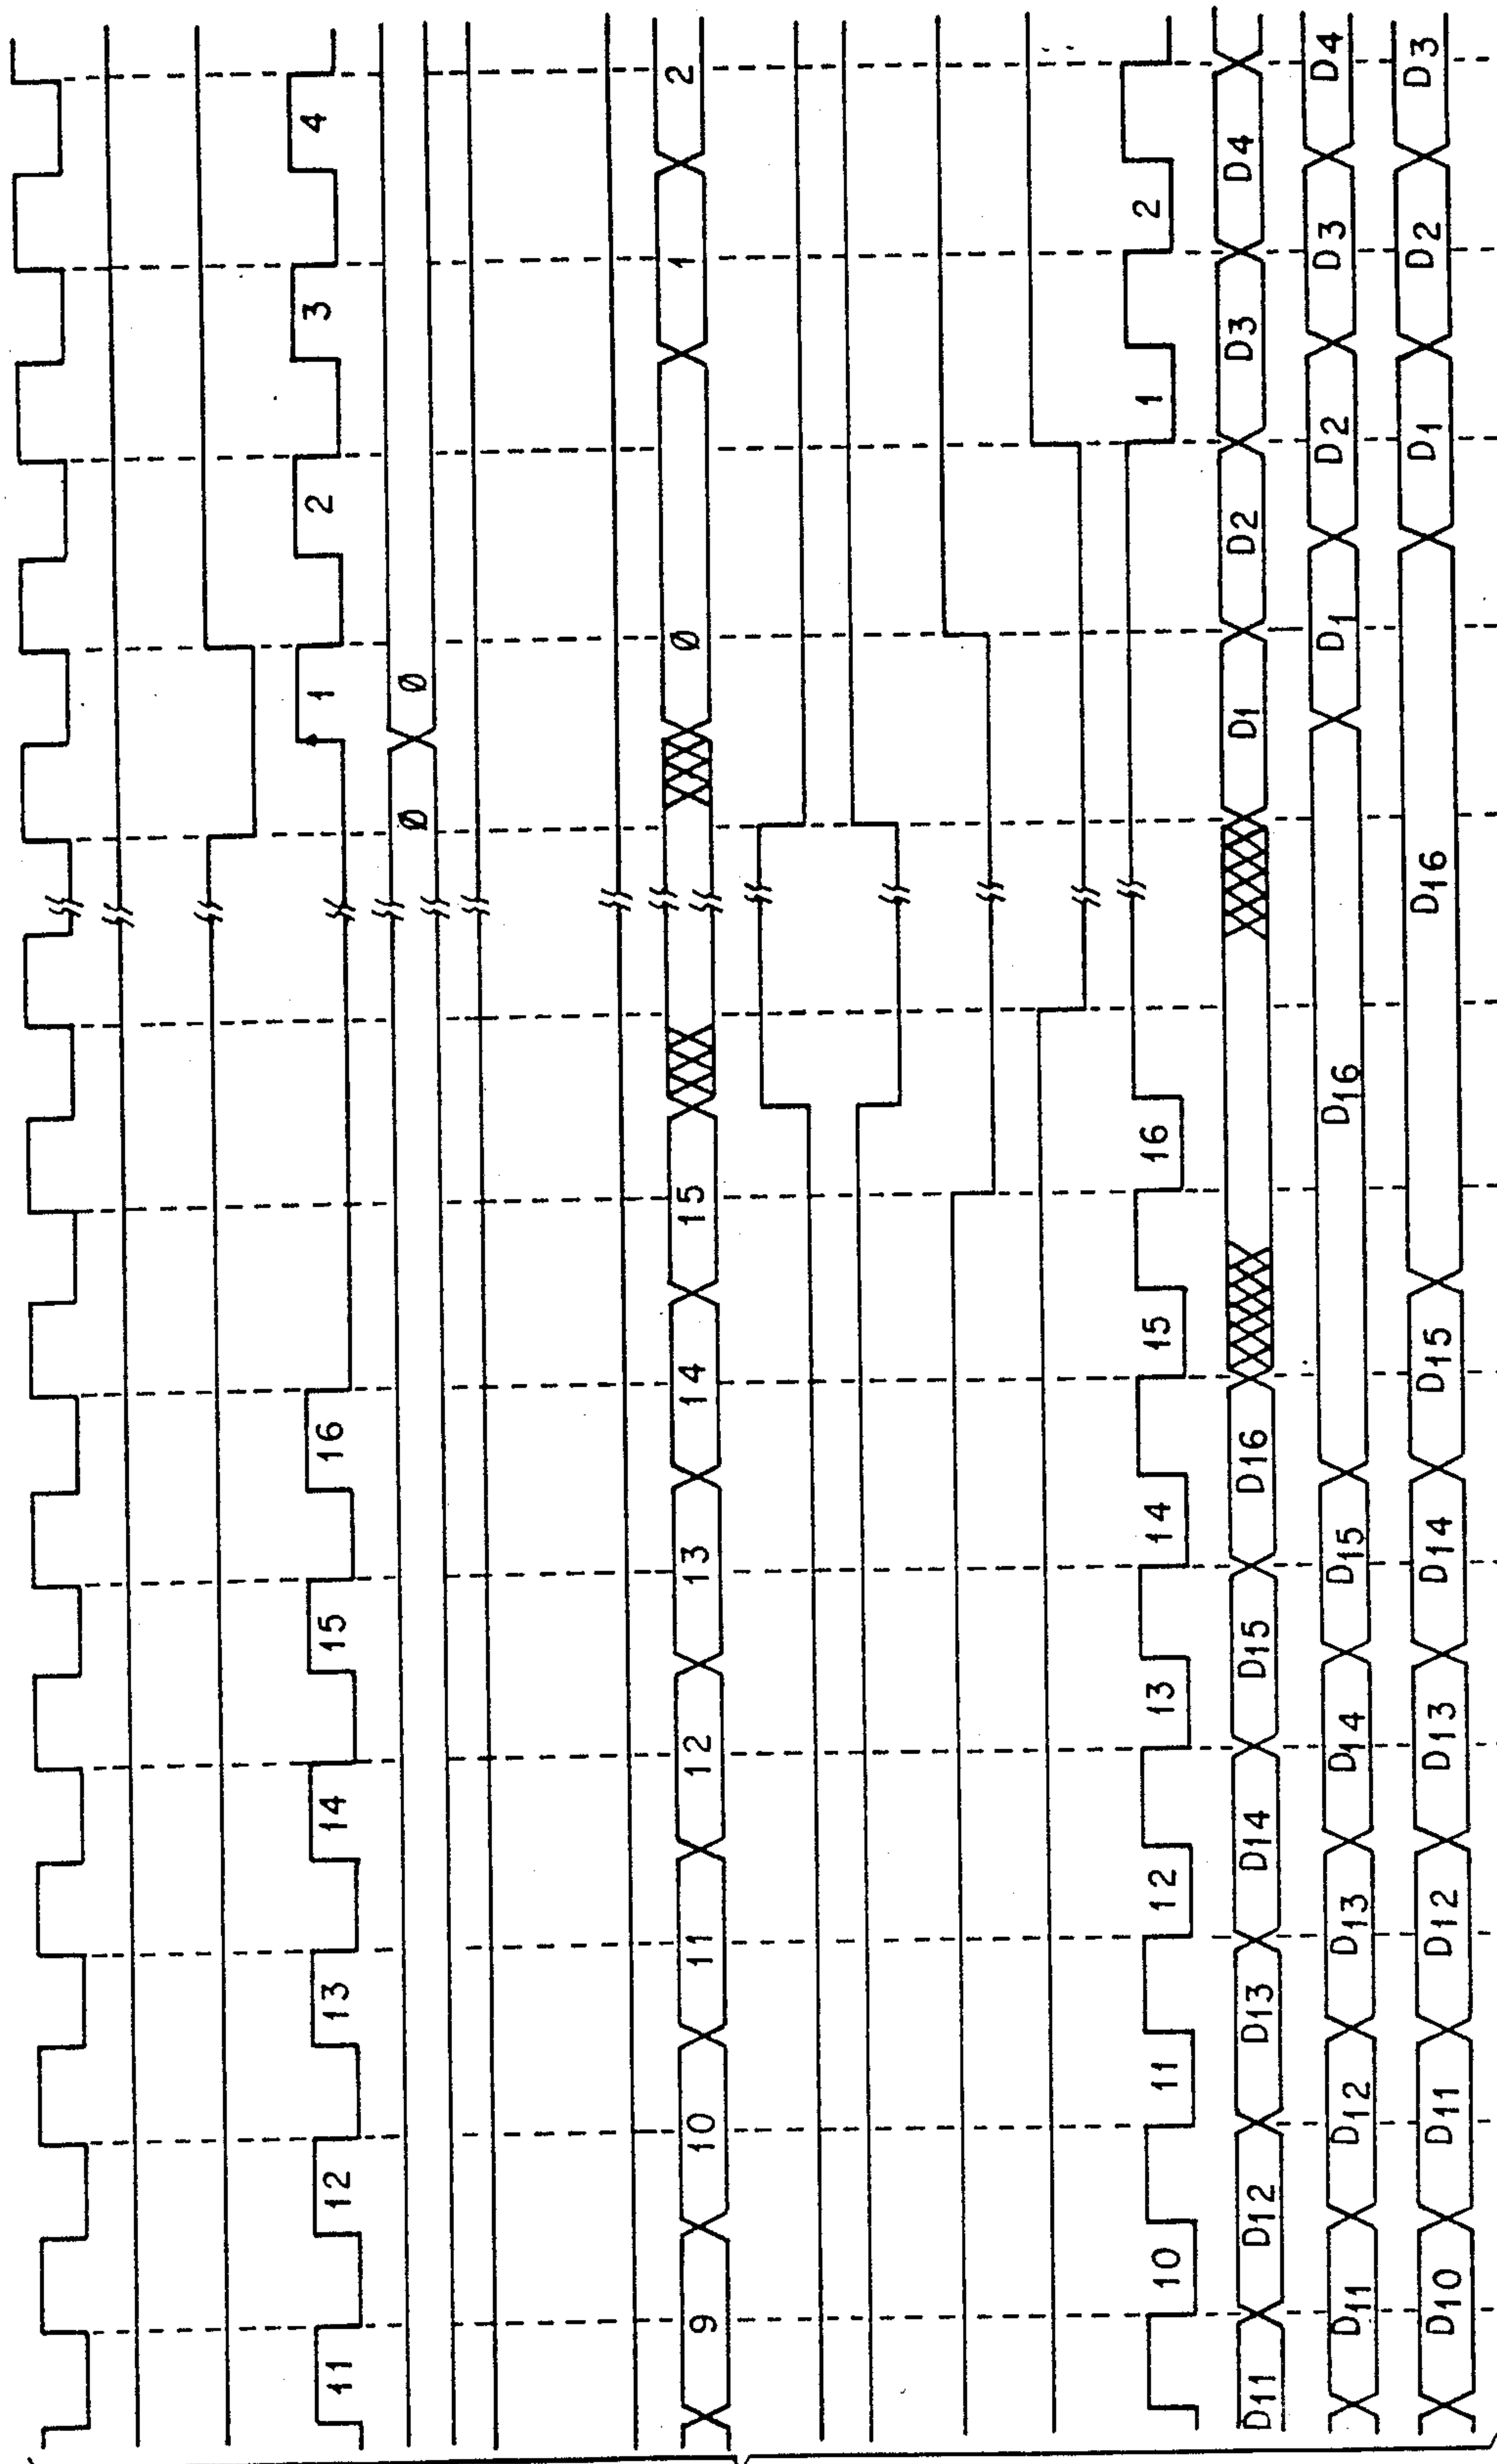 11 12 13 14 15 16 1 2 3 4
Ø Ø
9 10 11 12 13 14 15 Ø 1 2
10 11 12 13 14 15 16 1 2
D11 D12 D13 D14 D15 D16 D1 D2 D3 D4
D11 D12 D13 D14 D15 D16 D1 D2 D3 D4
D10 D11 D12 D13 D14 D15 D16 D1 D2 D3